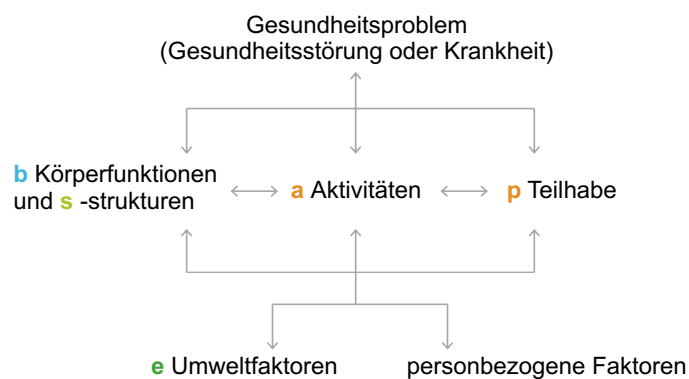 Gesundheitsproblem
(Gesundheitsstörung oder Krankheit)
b Körperfunktionen
und s -strukturen
a Aktivitäten
p Teilhabe
e Umweltfaktoren
personbezogene Faktoren